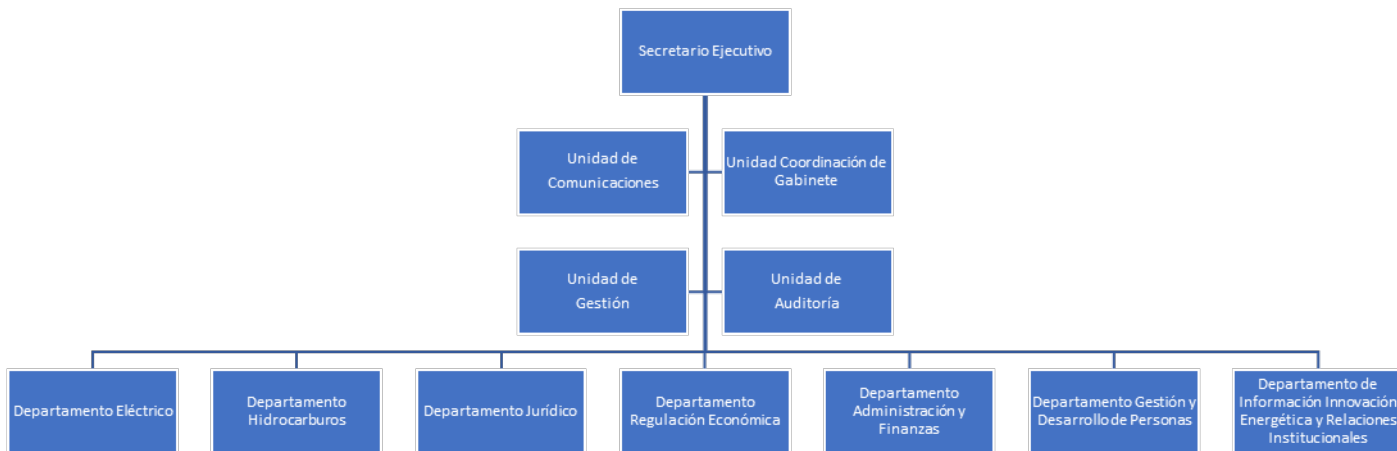 Secretario Ejecutivo
Unidad de
Comunicaciones
Unidad Coordinación de
Gabinete
Unidad de
Gestión
Unidad de
Auditoría
Departamento Eléctrico
Departamento
Hidrocarburos
Departamento Jurídico
Departamento
Regulación Económica
Departamento
Administración y
Finanzas
Departamento Gestión y
Desarrollo de Personas
Departamento de
Información Innovación
Energética y Relaciones
Institucionales